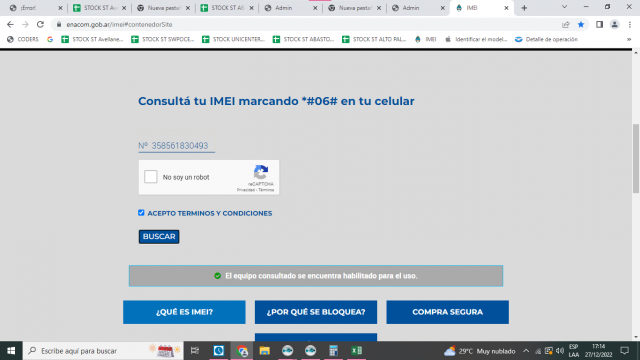 ¡Error!
STOCK ST Ave
Nueva pesta
STOCK ST Al
Admin
Nueva pesta
Admin
IMEI
enacom.gob.ar/imei#contenedorSite
CODERS
STOCK ST Avellane...
STOCK ST SWPOCE...
STOCK UNICENTER...
STOCK ST ABASTO...
STOCK ST ALTO PAL...
IMEI
Identificar el model...
Detalle de operación
Consultá tu IMEI marcando *#06# en tu celular
Nº 358561830493
No soy un robot
reCAPTCHA
Privacidad - Términos
ACEPTO TERMINOS Y CONDICIONES
BUSCAR
El equipo consultado se encuentra habilitado para el uso.
¿QUÉ ES IMEI?
¿POR QUÉ SE BLOQUEA?
COMPRA SEGURA
Escribe aquí para buscar
29°C Muy nublado
ESP
LAA
17:14
27/12/2022